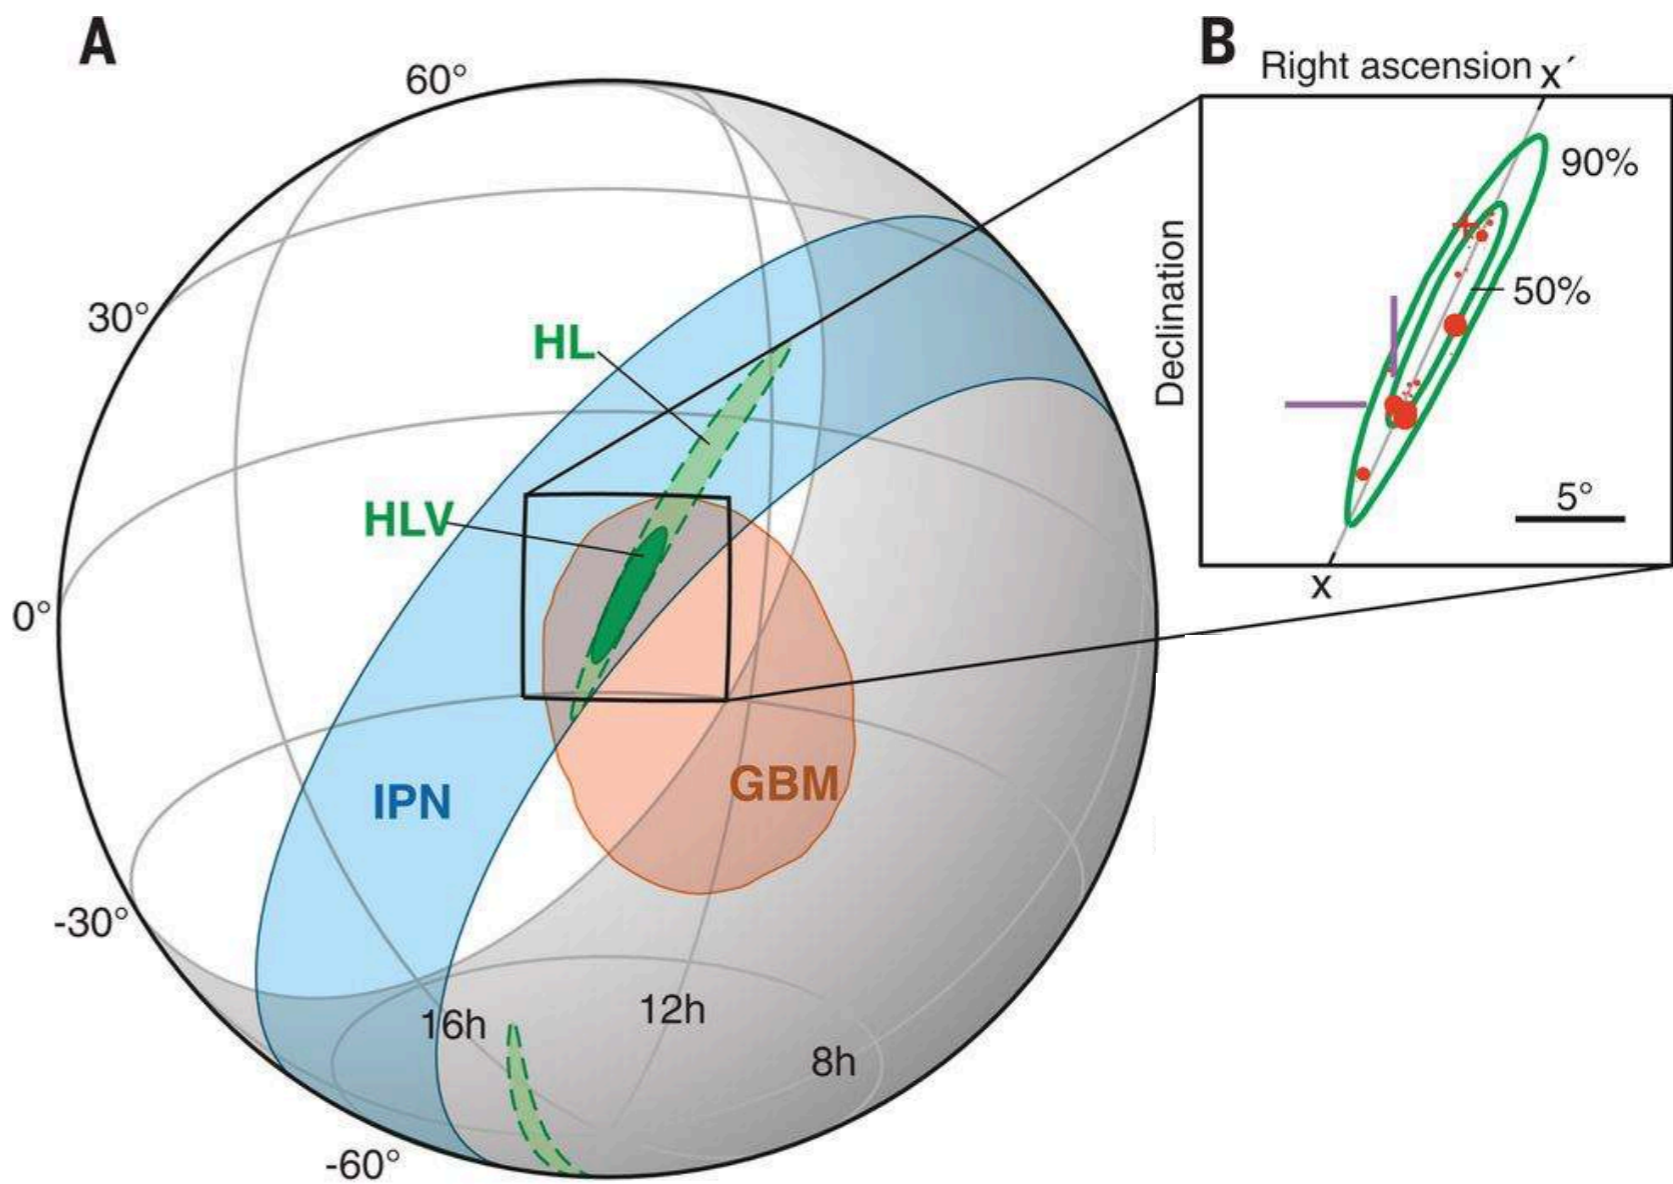 A
60°
30°
0°
-30°
-60°
HL
HLV
IPN
GBM
16h
12h
8h
B
Right ascension
X´
Declination
90%
50%
5°
X